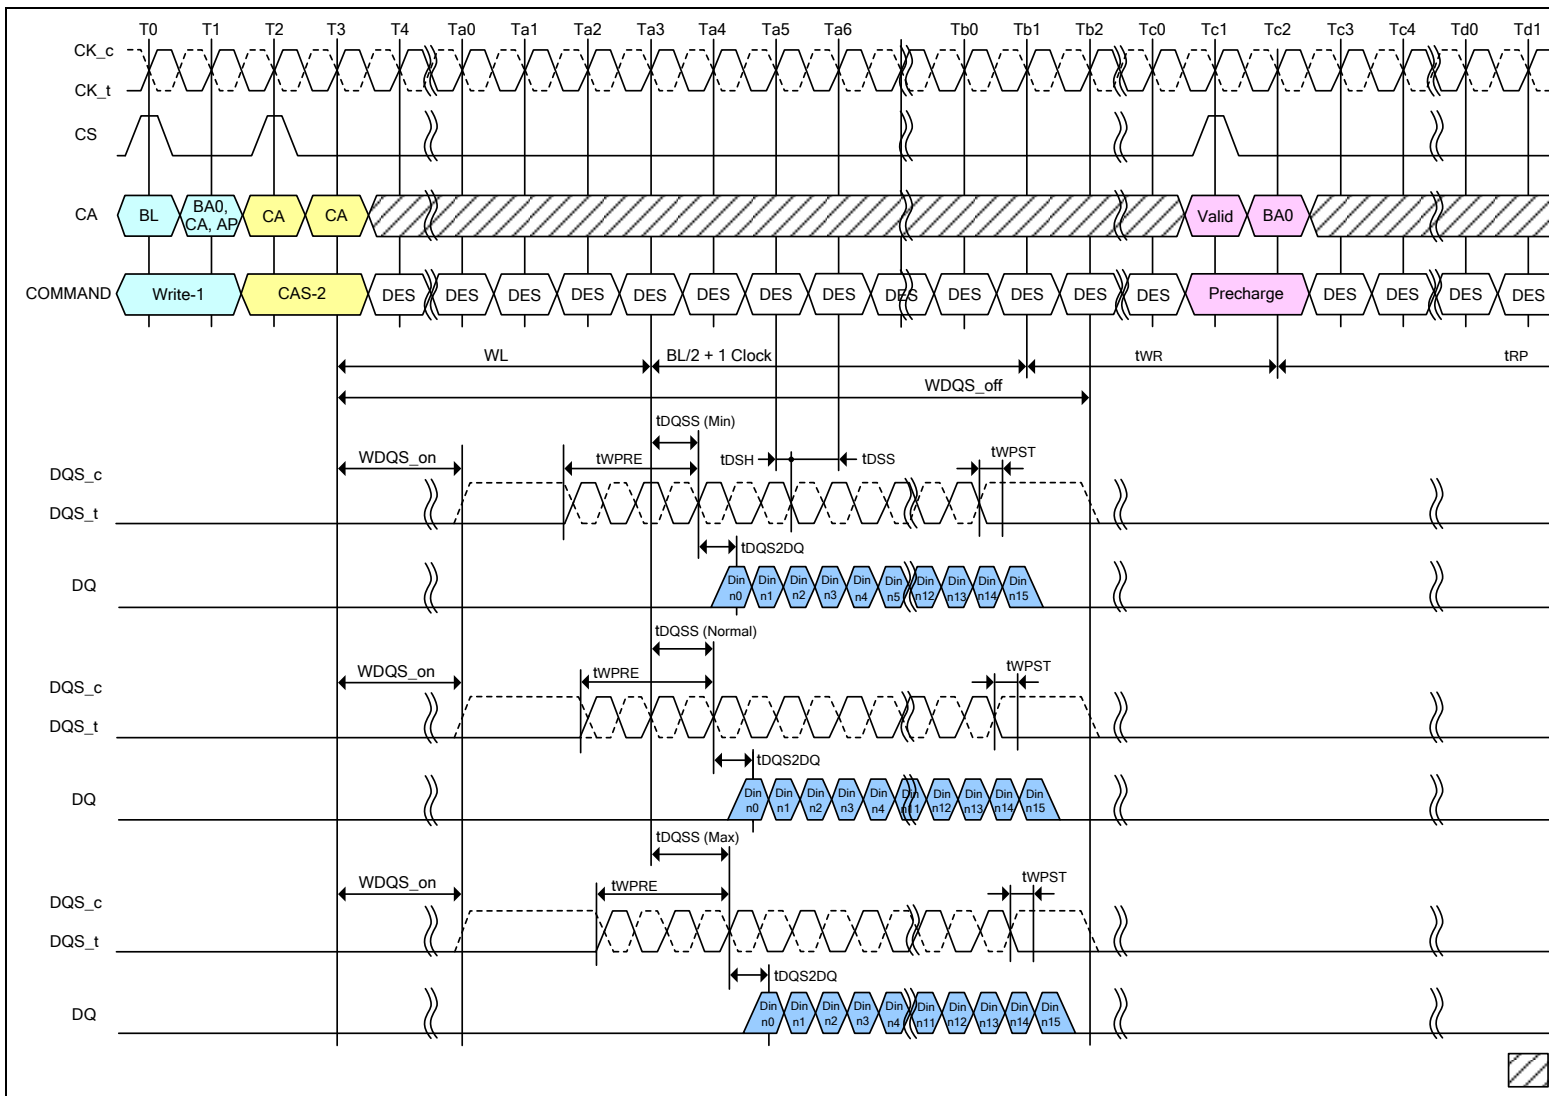 T0 T1 T2 T3 T4 Ta0 Ta1 Ta2 Ta3 Ta4 Ta5 Ta6 Tb0 Tb1 Tb2 Tc0 Tc1 Tc2 Tc3 Tc4 Td0 Td1
CK_c
CK_t
CS
CA BL BA0, CA, AP CA CA Valid BA0
COMMAND Write-1 CAS-2 DES DES DES DES DES DES DES DES DES DES DES DES DES Precharge DES DES DES DES
WL BL/2 + 1 Clock tWR tRP
WDQS_off
tDQSS (Min)
WDQS_on tWPRE tDSH tDSS tWPST
DQS_c
DQS_t
tDQS2DQ
DQ Din n0 Din n1 Din n2 Din n3 Din n4 Din n5 Din n12 Din n13 Din n14 Din n15
tDQSS (Normal)
WDQS_on tWPRE tWPST
DQS_c
DQS_t
tDQS2DQ
DQ Din n0 Din n1 Din n2 Din n3 Din n4 Din n11 Din n12 Din n13 Din n14 Din n15
tDQSS (Max)
WDQS_on tWPRE tWPST
DQS_c
DQS_t
tDQS2DQ
DQ Din n0 Din n1 Din n2 Din n3 Din n4 Din n11 Din n12 Din n13 Din n14 Din n15